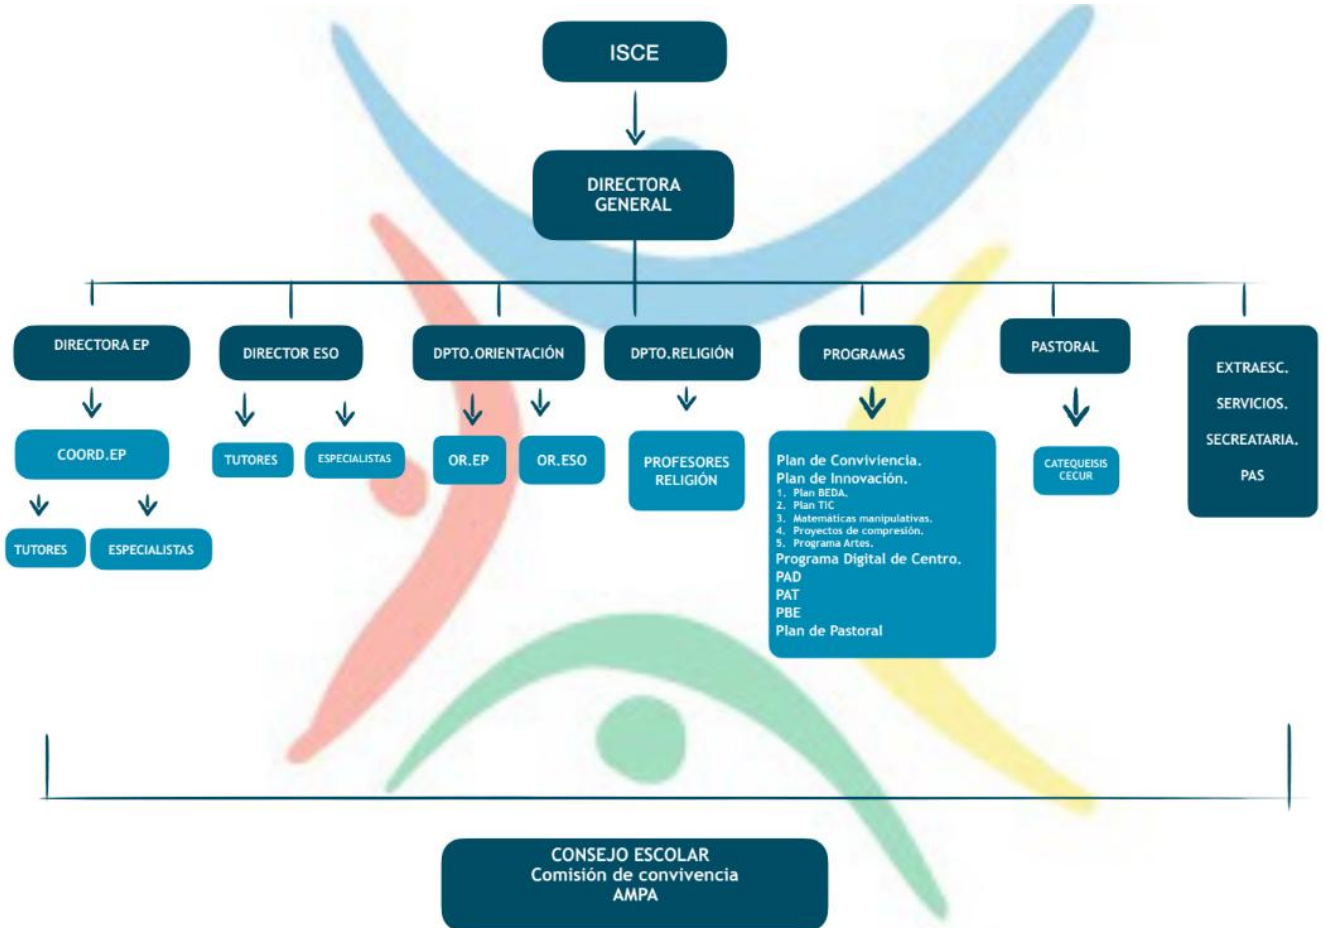 ISCE
DIRECTORA
GENERAL
DIRECTORA EP
DIRECTOR ESO
DPTO.ORIENTACIÓN
DPTO.RELIGIÓN
PROGRAMAS
PASTORAL
EXTRAESC.
SERVICIOS.
SECREATARIA.
PAS
COORD.EP
TUTORES
ESPECIALISTAS
TUTORES
ESPECIALISTAS
OR.EP
OR.ESO
PROFESORES
RELIGIÓN
Plan de Conviviencia.
Plan de Innovación.
1. Plan BEDA.
2. Plan TIC
3. Matemáticas manipulativas.
4. Proyectos de compresión.
5. Programa Artes.
Programa Digital de Centro.
PAD
PAT
PBE
Plan de Pastoral
CATEQUEISIS
CECUR
CONSEJO ESCOLAR
Comisión de convivencia
AMPA